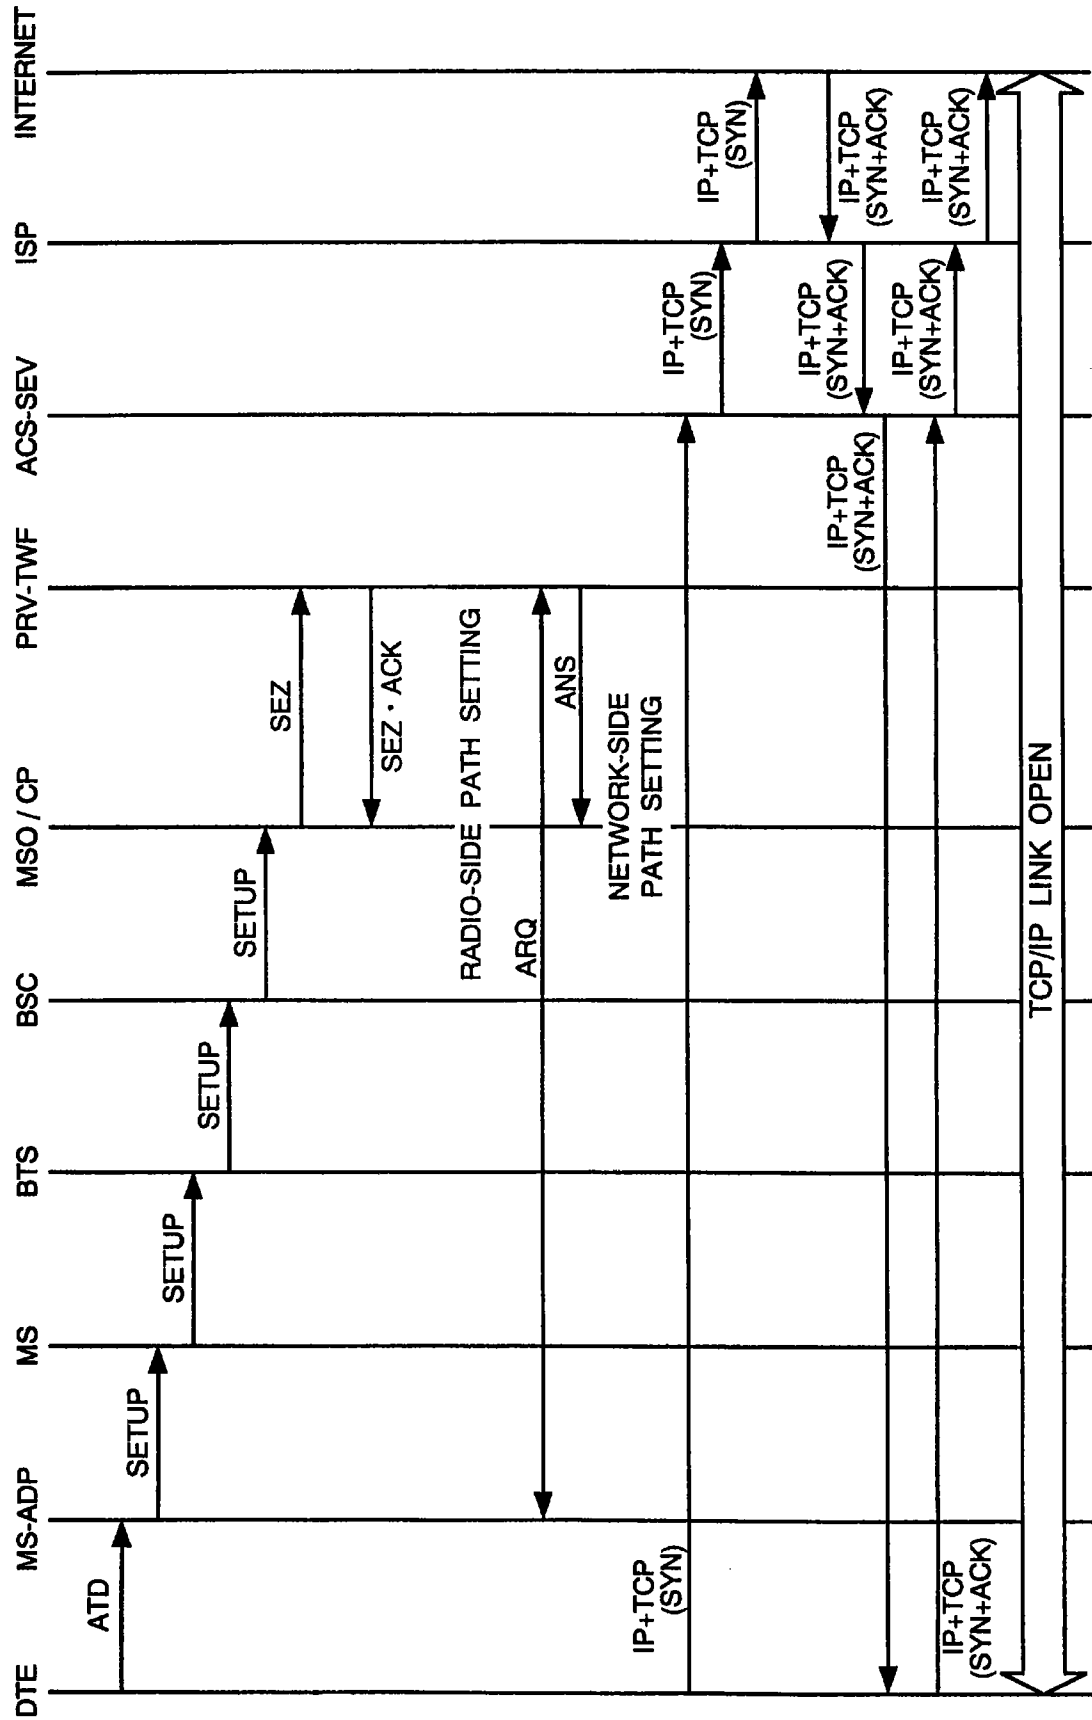 DTE
MS-ADP
MS
BTS
BSC
MSO / CP
PRV-TWF
ACS-SEV
ISP
INTERNET
ATD
SETUP
SETUP
SETUP
SETUP
SEZ
SEZ · ACK
RADIO-SIDE PATH SETTING
ARQ
ANS
NETWORK-SIDE
PATH SETTING
IP+TCP
(SYN)
IP+TCP
(SYN)
IP+TCP
(SYN)
IP+TCP
(SYN+ACK)
IP+TCP
(SYN+ACK)
IP+TCP
(SYN+ACK)
IP+TCP
(SYN+ACK)
IP+TCP
(SYN+ACK)
IP+TCP
(SYN+ACK)
TCP/IP LINK OPEN